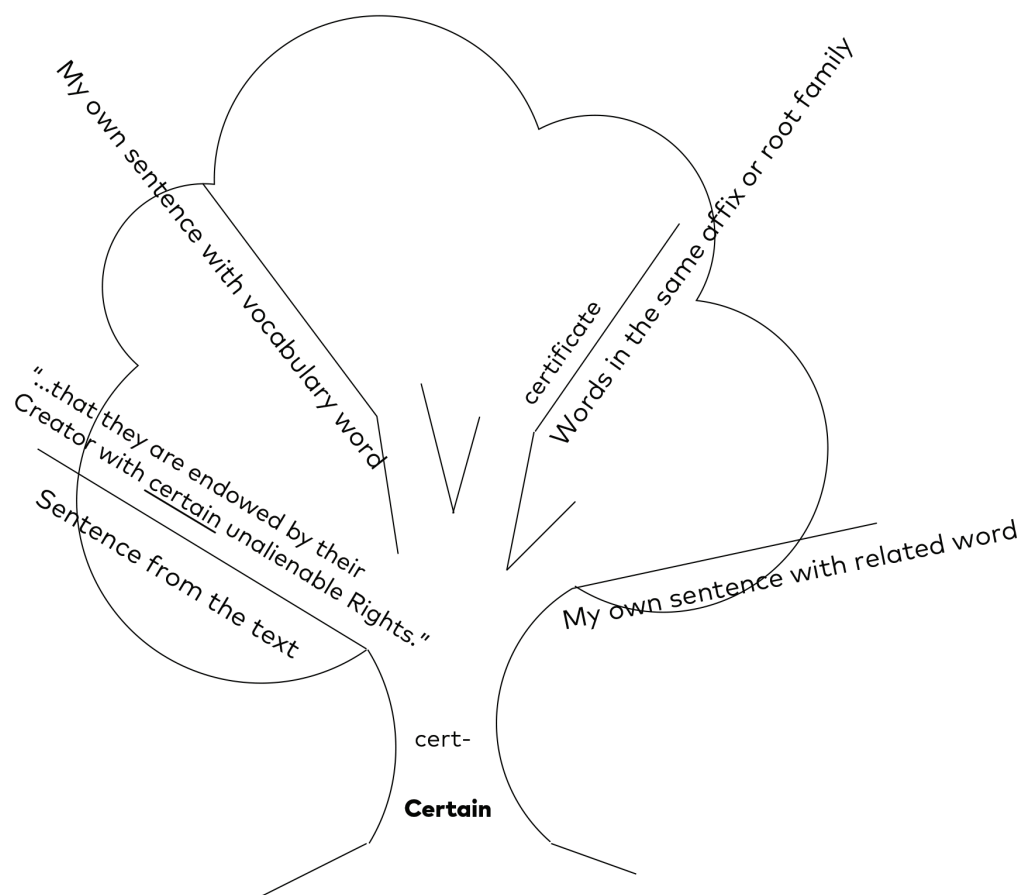 My own sentence with vocabulary word
certificate
Words in the same affix or root family
"...that they are endowed by their
Creator with certain unalienable Rights."
Sentence from the text
My own sentence with related word
cert-
Certain